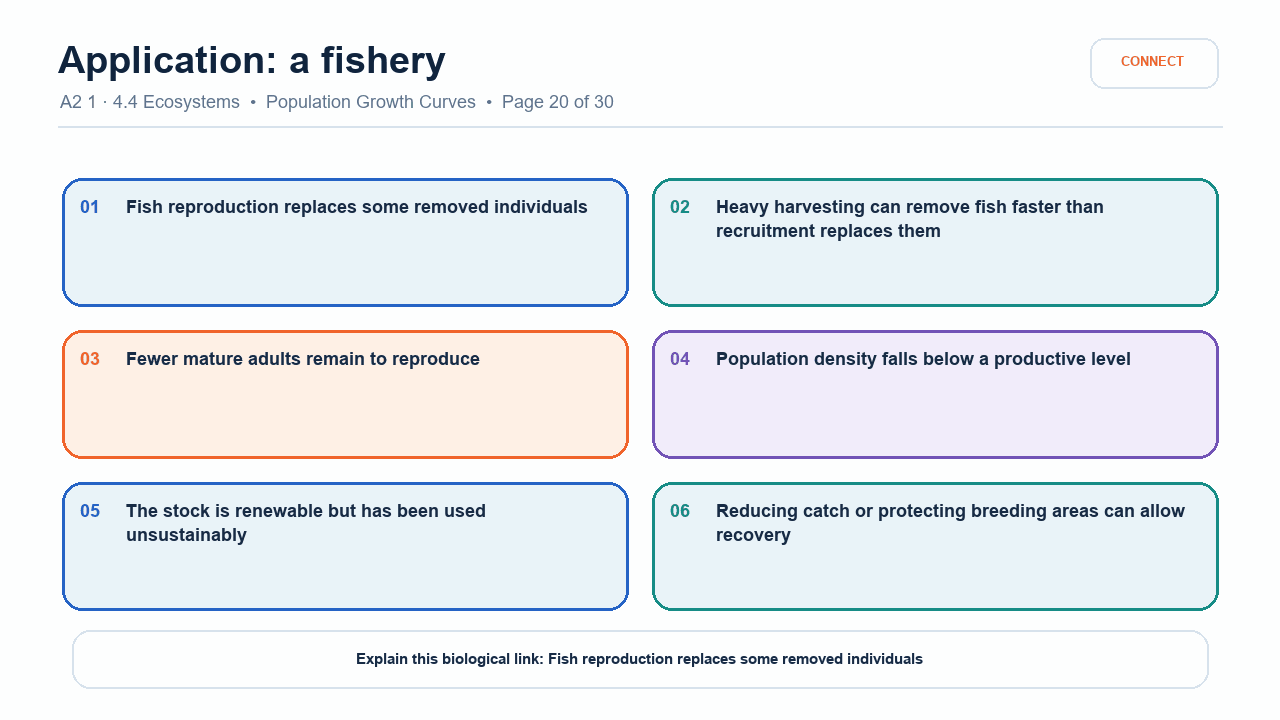 Application: a fishery
CONNECT
A2 1 · 4.4 Ecosystems • Population Growth Curves • Page 20 of 30
01 Fish reproduction replaces some removed individuals
02 Heavy harvesting can remove fish faster than
recruitment replaces them
03 Fewer mature adults remain to reproduce
04 Population density falls below a productive level
05 The stock is renewable but has been used
unsustainably
06 Reducing catch or protecting breeding areas can allow
recovery
Explain this biological link: Fish reproduction replaces some removed individuals